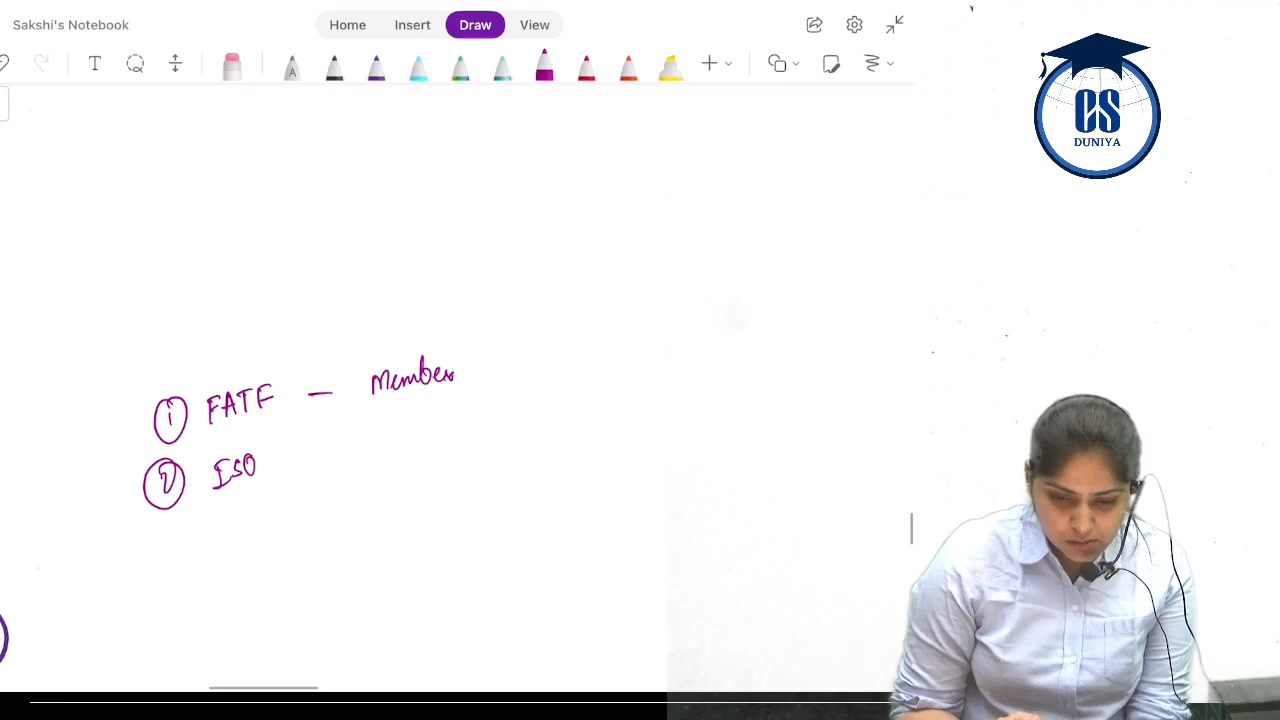 Sakshi's Notebook
Home Insert Draw View
T
A
CS
DUNIYA
① FATF - Member
② ISO